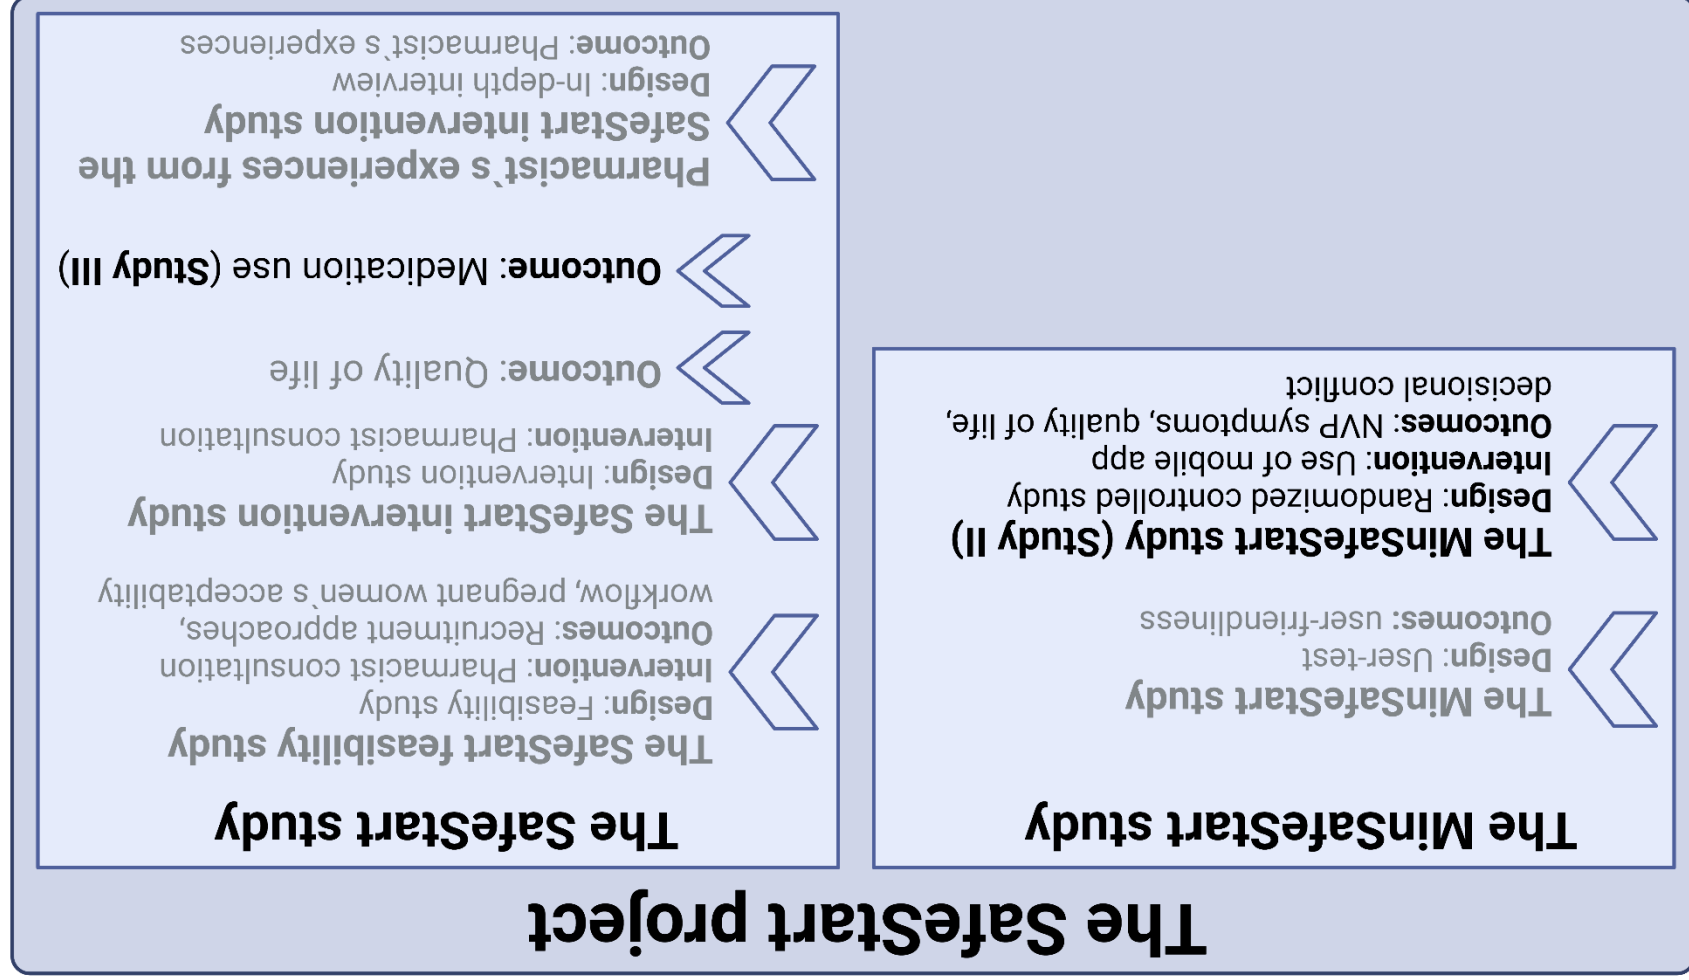 The SafeStart project
The MinSafeStart study
The MinSafeStart study
Design: User-test
Outcomes: user-friendliness
The MinSafeStart study (Study II)
Design: Randomized controlled study
Intervention: Use of mobile app
Outcomes: NVP symptoms, quality of life,
decisional conflict
The SafeStart study
The SafeStart feasibility study
Design: Feasibility study
Intervention: Pharmacist consultation
Outcomes: Recruitment approaches,
workflow, pregnant women`s acceptability
The SafeStart intervention study
Design: Intervention study
Intervention: Pharmacist consultation
Outcome: Quality of life
Outcome: Medication use (Study III)
Pharmacist`s experiences from the
SafeStart intervention study
Design: In-depth interview
Outcome: Pharmacist`s experiences